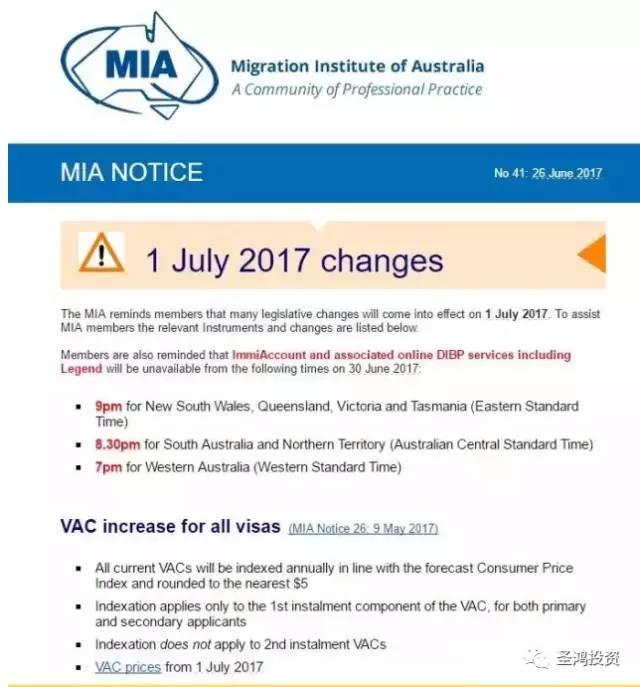 MIA
Migration Institute of Australia
A Community of Professional Practice
MIA NOTICE
No 41: 26 June 2017
! 1 July 2017 changes
The MIA reminds members that many legislative changes will come into effect on 1 July 2017. To assist
MIA members the relevant Instruments and changes are listed below.
Members are also reminded that ImmiAccount and associated online DIBP services including
Legend will be unavailable from the following times on 30 June 2017:
▪ 9pm for New South Wales, Queensland, Victoria and Tasmania (Eastern Standard
Time)
▪ 8.30pm for South Australia and Northern Territory (Australian Central Standard Time)
▪ 7pm for Western Australia (Western Standard Time)
VAC increase for all visas (MIA Notice 26: 9 May 2017)
▪ All current VACs will be indexed annually in line with the forecast Consumer Price
Index and rounded to the nearest $5
▪ Indexation applies only to the 1st instalment component of the VAC, for both primary
and secondary applicants
▪ Indexation does not apply to 2nd instalment VACs
▪ VAC prices from 1 July 2017
圣鸿投资